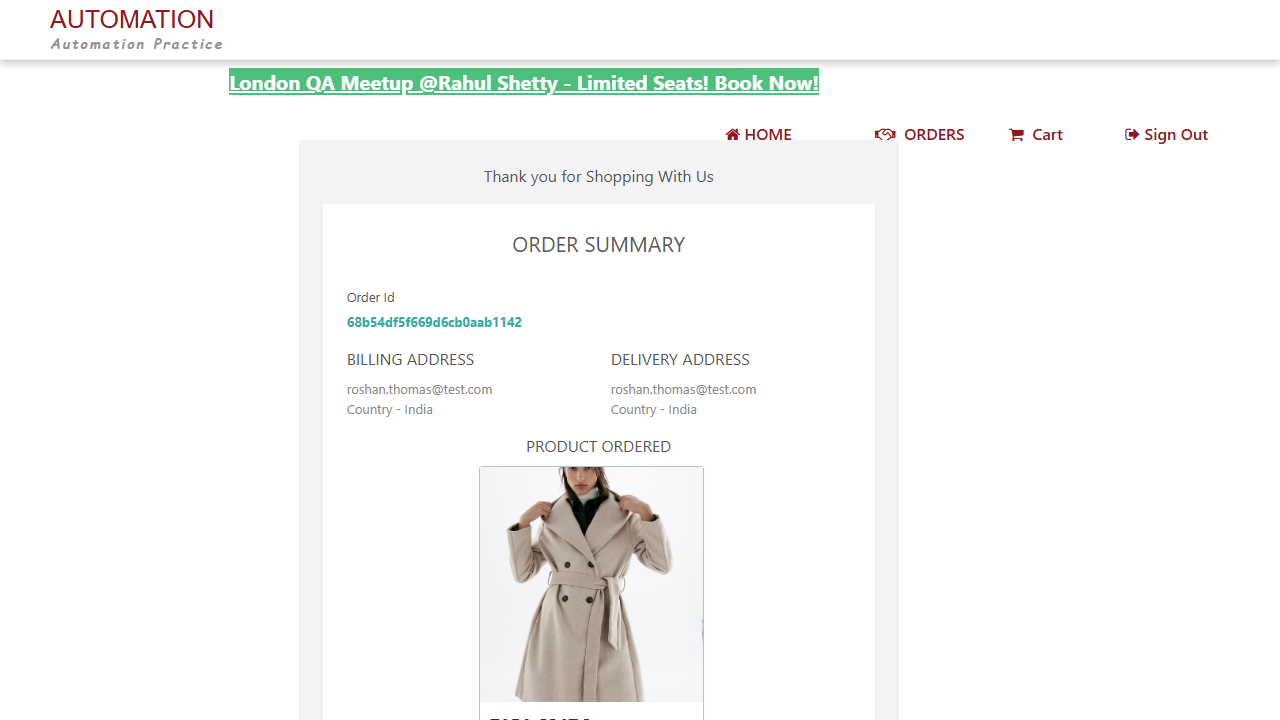 AUTOMATION
Automation Practice
London QA Meetup @Rahul Shetty - Limited Seats! Book Now!
HOME ORDERS Cart Sign Out
Thank you for Shopping With Us
ORDER SUMMARY
Order Id
68b54df5f669d6cb0aab1142
BILLING ADDRESS DELIVERY ADDRESS
roshan.thomas@test.com roshan.thomas@test.com
Country - India Country - India
PRODUCT ORDERED